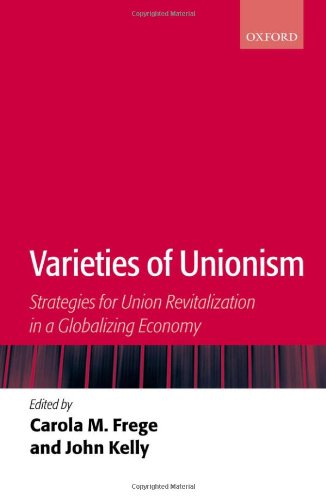 OXFORD
Varieties of Unionism
Strategies for Union Revitalization
in a Globalizing Economy
Edited by
Carola M. Frege
and John Kelly